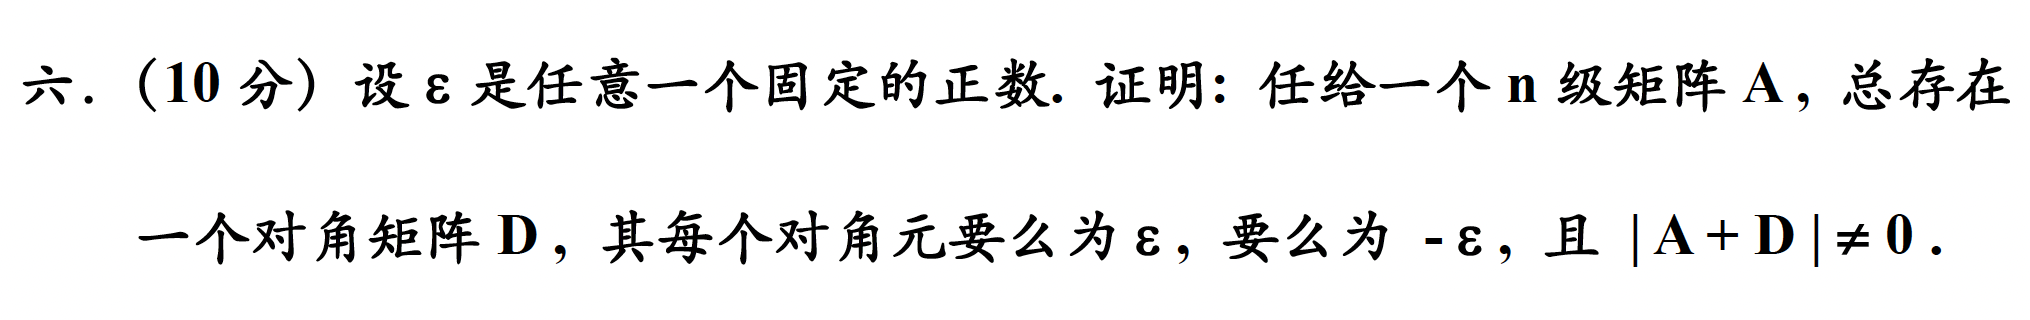 六.（10 分）设 ε 是任意一个固定的正数. 证明: 任给一个 n 级矩阵 A, 总存在
一个对角矩阵 D, 其每个对角元要么为 ε, 要么为 -ε, 且 |A+D|≠0.